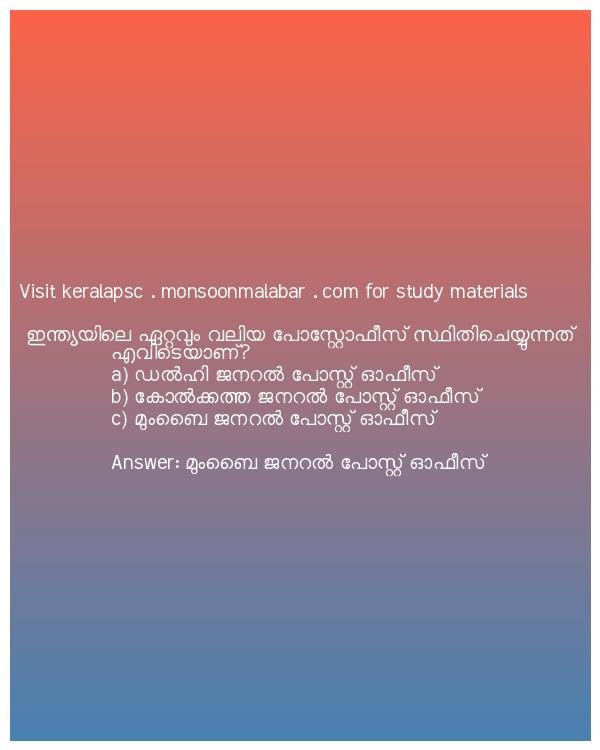 Visit keralapsc . monsoonmalabar . com for study materials
ഇന്ത്യയിലെ ഏറ്റവും വലിയ പോസ്റ്റോഫീസ് സ്ഥിതിചെയ്യുന്നത്
എവിടെയാണ്?
a) ഡൽഹി ജനറൽ പോസ്റ്റ് ഓഫീസ്
b) കോൽക്കത്ത ജനറൽ പോസ്റ്റ് ഓഫീസ്
c) മുംബൈ ജനറൽ പോസ്റ്റ് ഓഫീസ്
Answer: മുംബൈ ജനറൽ പോസ്റ്റ് ഓഫീസ്